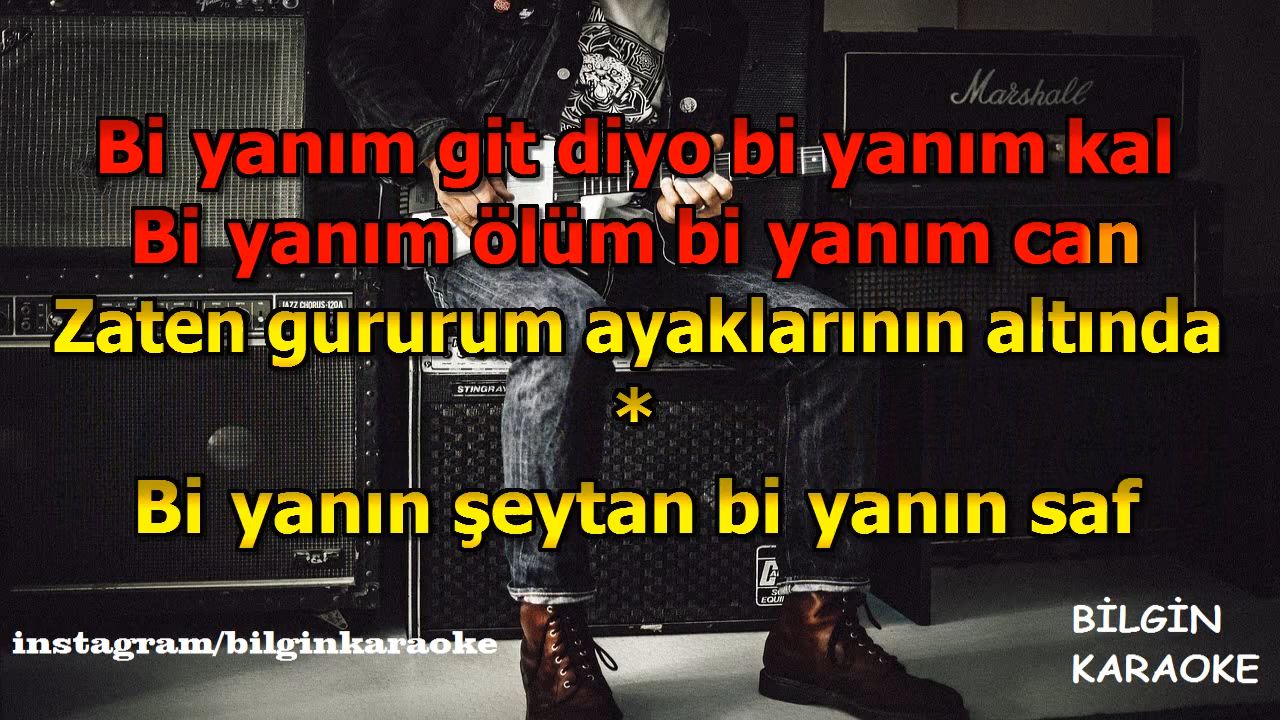 Marshall
Bi yanım git diyo bi yanım kal
Bi yanım ölüm bi yanım can
JAZZ CHORUS-120A
Zaten gururum ayaklarının altında
STINGRAY
*
Bi yanın şeytan bi yanın saf
instagram/bilginkaraoke
BİLGİN
KARAOKE